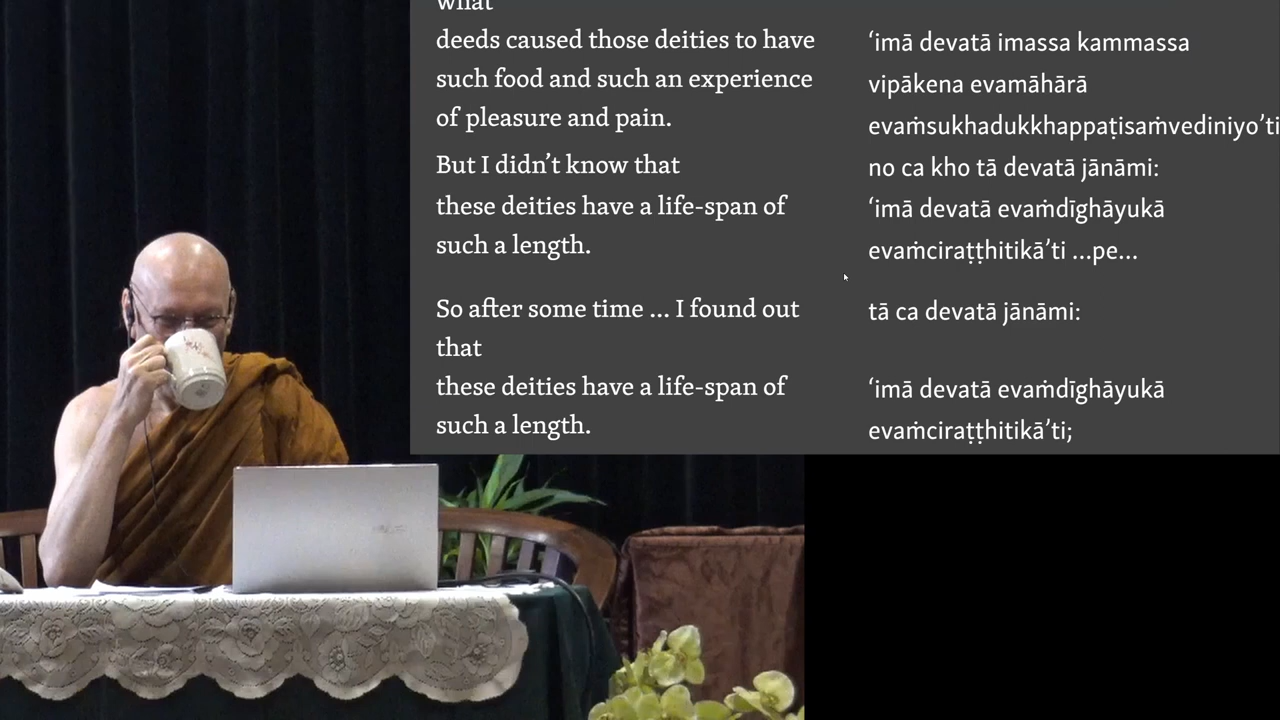 what
deeds caused those deities to have
such food and such an experience
of pleasure and pain.
But I didn’t know that
these deities have a life-span of
such a length.
So after some time … I found out
that
these deities have a life-span of
such a length.
‘imā devatā imassa kammassa
vipākena evamāhārā
evaṁsukhadukkhappaṭisaṁvediniyo’ti
no ca kho tā devatā jānāmi:
‘imā devatā evaṁdīghāyukā
evaṁciraṭṭhitikā’ti …pe…
tā ca devatā jānāmi:
‘imā devatā evaṁdīghāyukā
evaṁciraṭṭhitikā’ti;